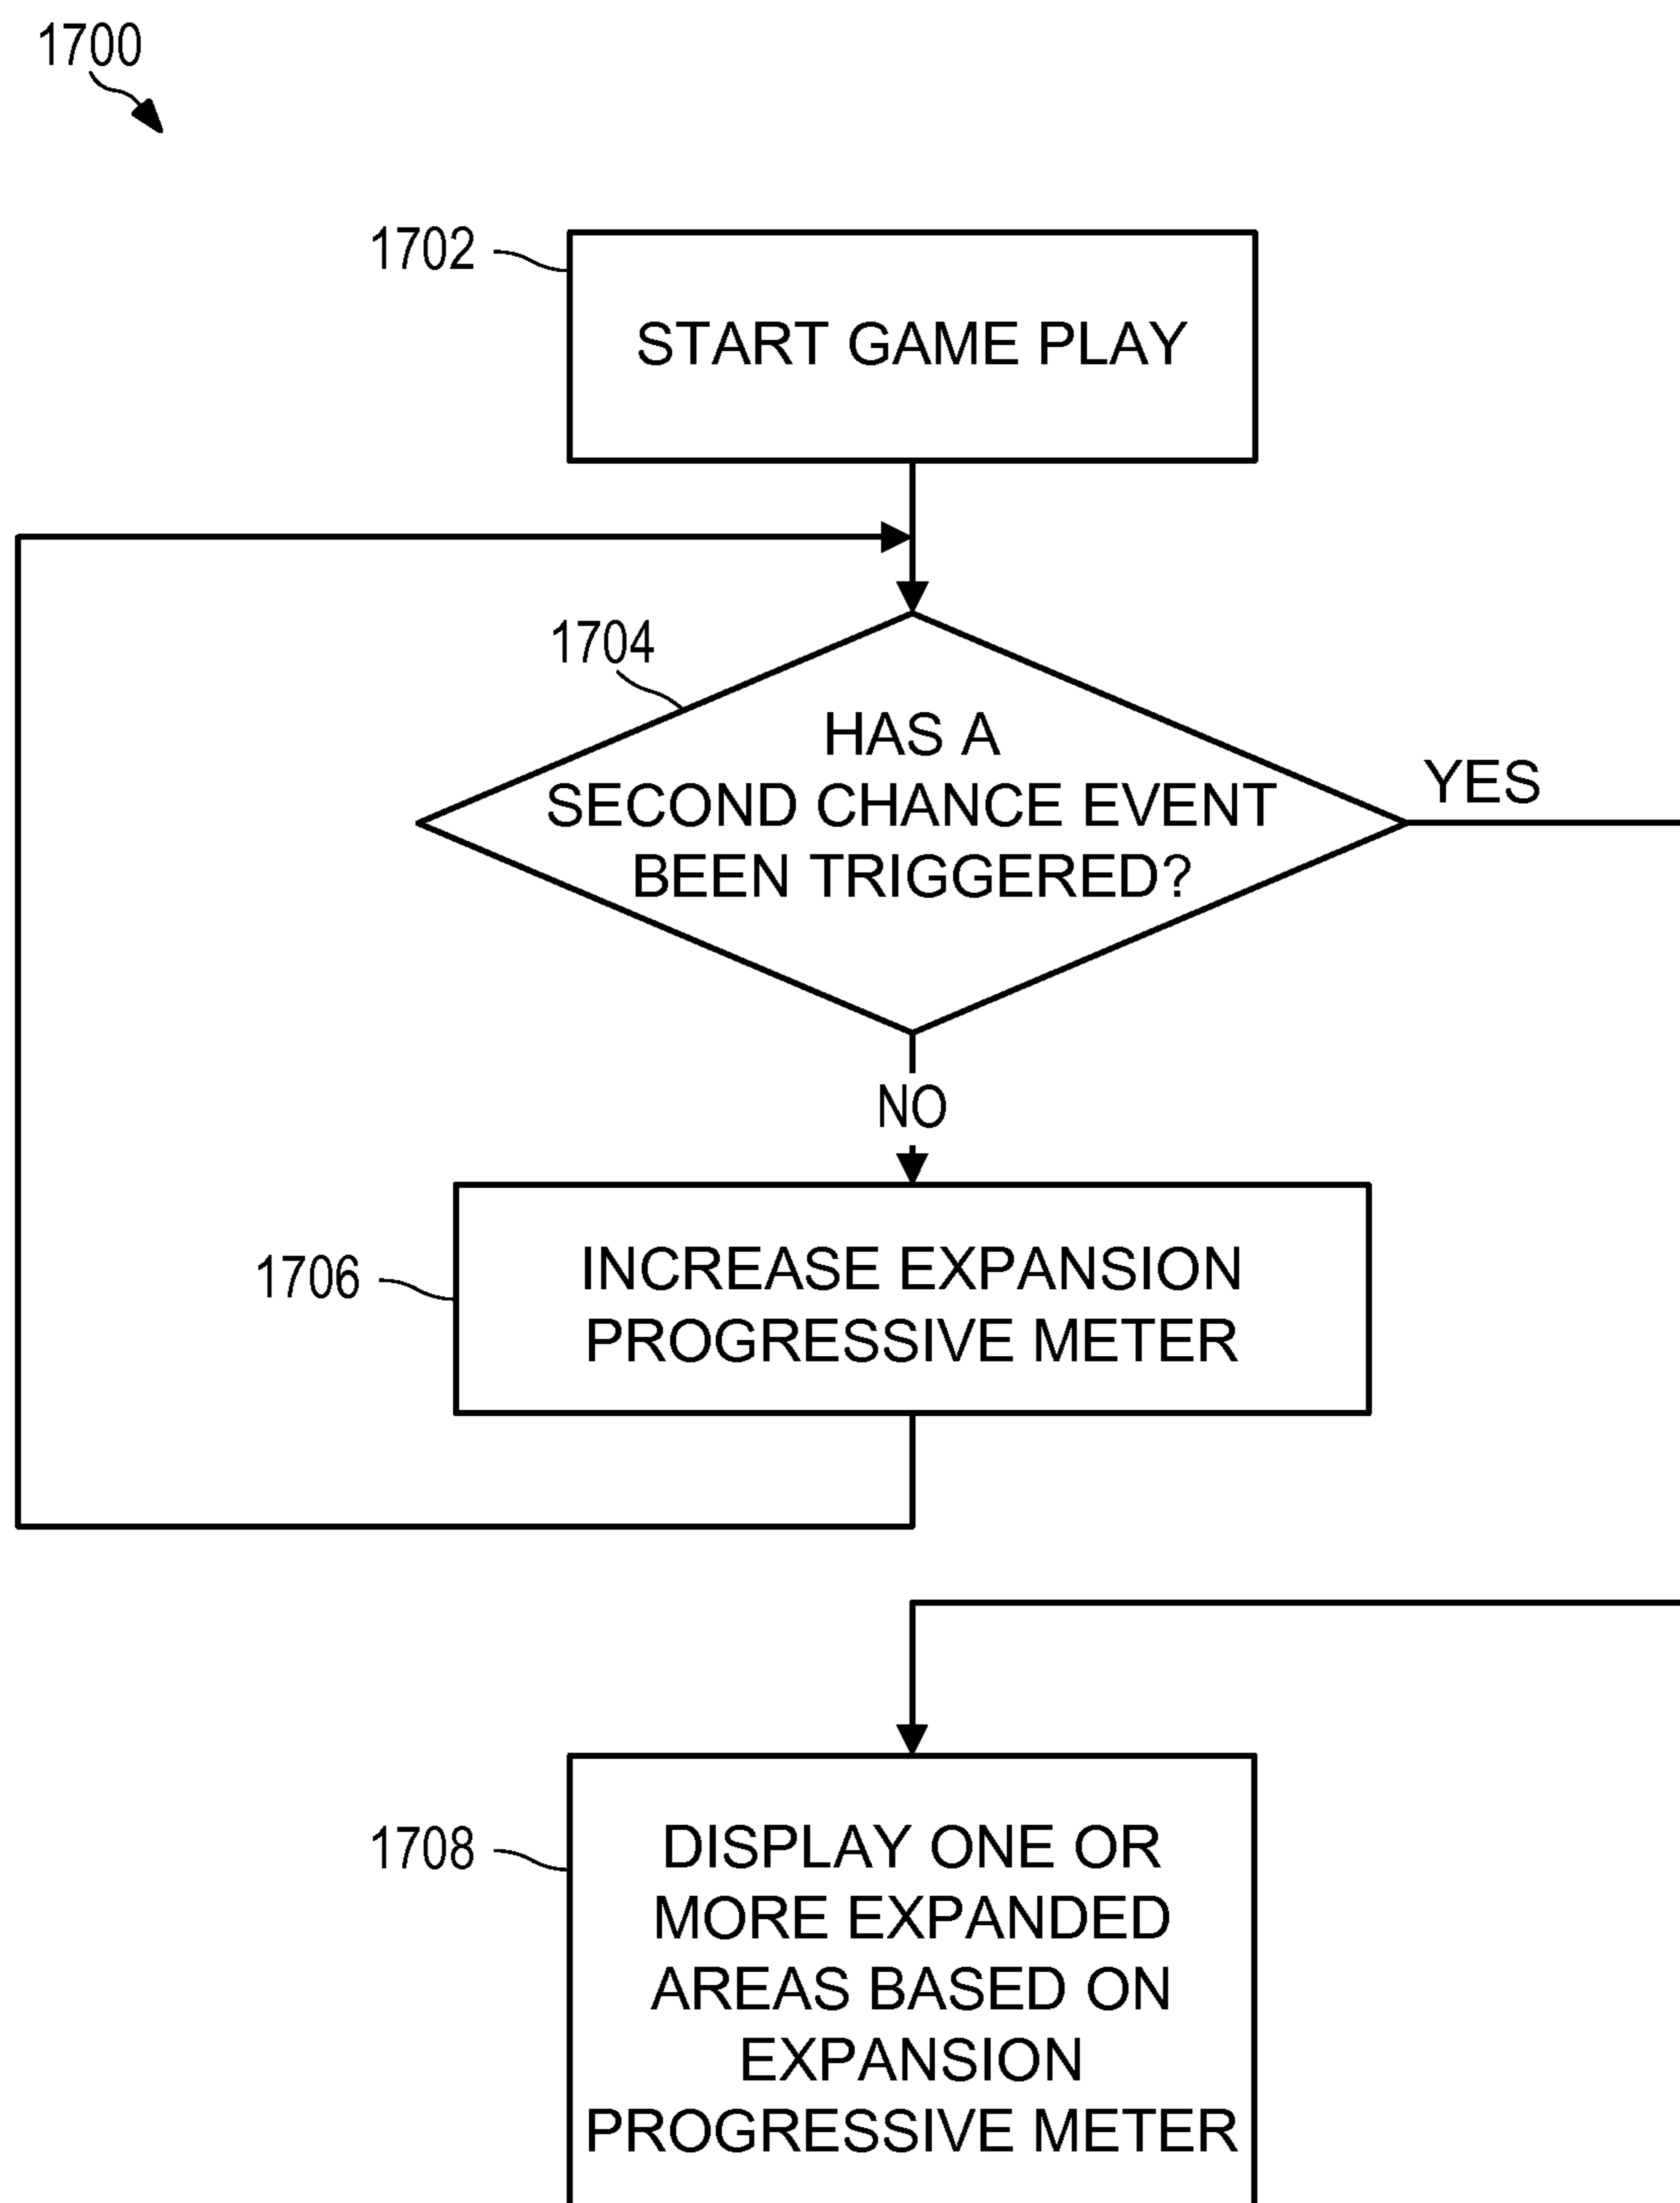 1700
1702
START GAME PLAY
1704
HAS A
SECOND CHANCE EVENT
BEEN TRIGGERED?
YES
NO
1706
INCREASE EXPANSION
PROGRESSIVE METER
1708
DISPLAY ONE OR
MORE EXPANDED
AREAS BASED ON
EXPANSION
PROGRESSIVE METER